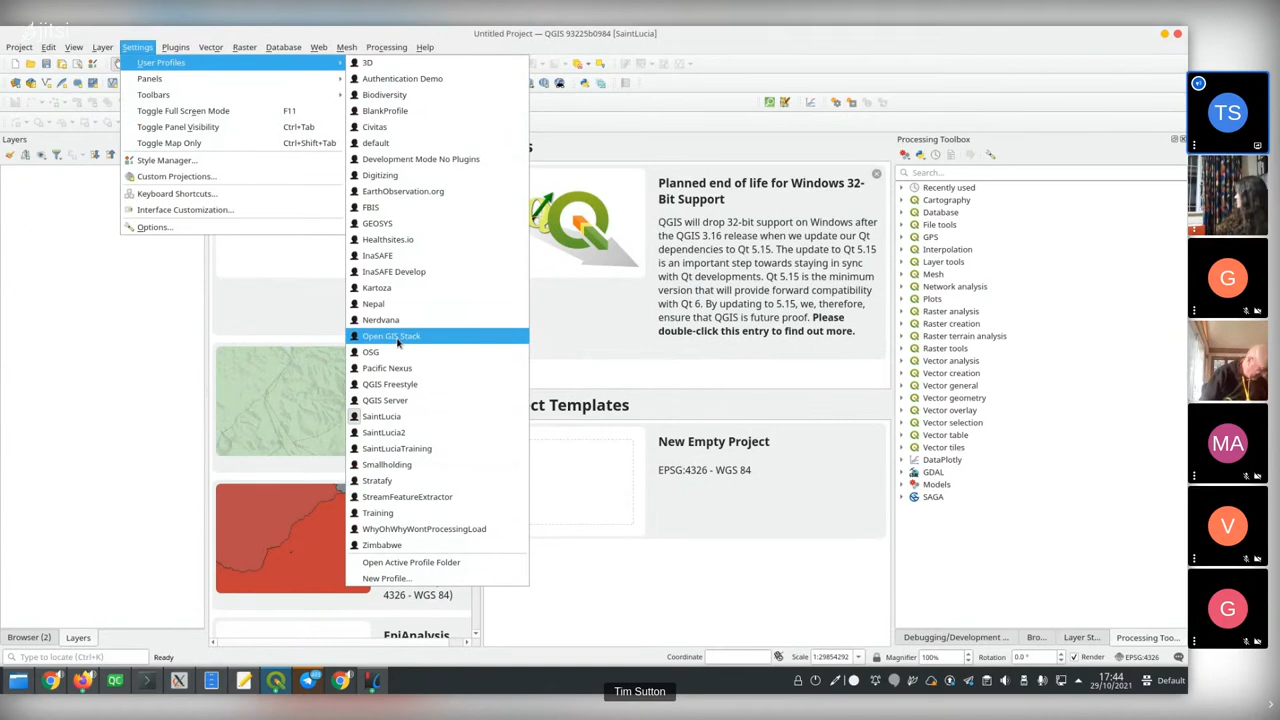 jitsi
Untitled Project — QGIS 93225b0984 [SaintLucia]
Project Edit View Layer Settings Plugins Vector Raster Database Web Mesh Processing Help
User Profiles
Panels
Toolbars
Toggle Full Screen Mode F11
Toggle Panel Visibility Ctrl+Tab
Toggle Map Only Ctrl+Shift+Tab
Style Manager...
Custom Projections...
Keyboard Shortcuts...
Interface Customization...
Options...
3D
Authentication Demo
Biodiversity
BlankProfile
Civitas
default
Development Mode No Plugins
Digitizing
EarthObservation.org
FBIS
GEOSYS
Healthsites.io
InaSAFE
InaSAFE Develop
Kartoza
Nepal
Nerdvana
Open GIS Stack
OSG
Pacific Nexus
QGIS Freestyle
QGIS Server
SaintLucia
SaintLucia2
SaintLuciaTraining
Smallholding
Stratafy
StreamFeatureExtractor
Training
WhyOhWhyWontProcessingLoad
Zimbabwe
Open Active Profile Folder
New Profile...
Layers
4326 - WGS 84)
EpiAnalysis
Planned end of life for Windows 32-
Bit Support
QGIS will drop 32-bit support on Windows after
the QGIS 3.16 release when we update our Qt
dependencies to Qt 5.15. The update to Qt 5.15
is an important step towards staying in sync
with Qt developments. Qt 5.15 is the minimum
version that will provide forward compatibility
with Qt 6. By updating to 5.15, we, therefore,
ensure that QGIS is future proof. Please
double-click this entry to find out more.
ct Templates
New Empty Project
EPSG:4326 - WGS 84
Processing Toolbox
Search...
Recently used
Cartography
Database
File tools
GPS
Interpolation
Layer tools
Mesh
Network analysis
Plots
Raster analysis
Raster creation
Raster terrain analysis
Raster tools
Vector analysis
Vector creation
Vector general
Vector geometry
Vector overlay
Vector selection
Vector table
Vector tiles
DataPlotly
GDAL
Models
SAGA
Browser (2) Layers
Debugging/Development ... Bro... Layer St... Processing Too...
Type to locate (Ctrl+K) Ready Coordinate Scale 1:29854292 Magnifier 100% Rotation 0.0 ° Render EPSG:4326
17:44
29/10/2021
Default
Tim Sutton
TS
G
MA
V
G